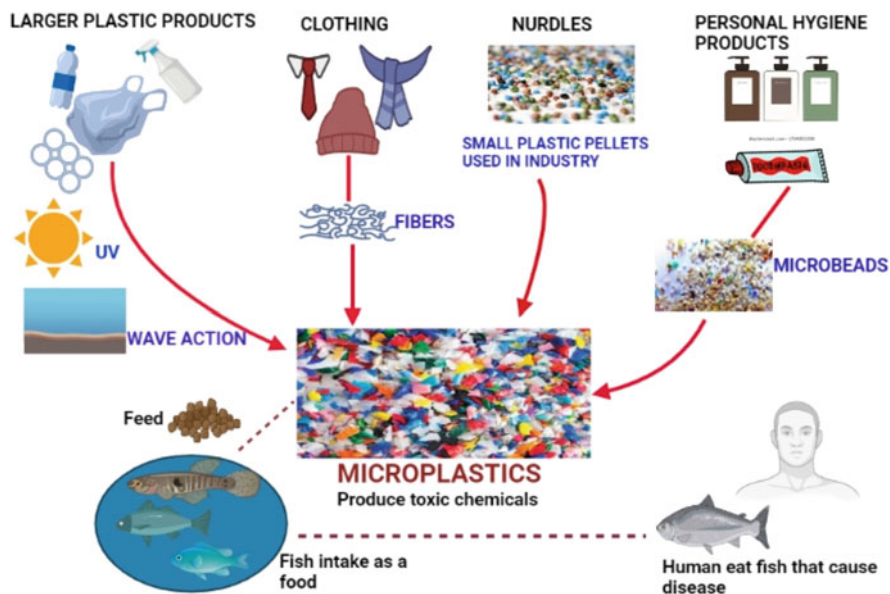 LARGER PLASTIC PRODUCTS
UV
WAVE ACTION
CLOTHING
FIBERS
NURDLES
SMALL PLASTIC PELLETS
USED IN INDUSTRY
PERSONAL HYGIENE
PRODUCTS
TOOTHPASTE
MICROBEADS
Feed
MICROPLASTICS
Produce toxic chemicals
Fish intake as a
food
Human eat fish that cause
disease